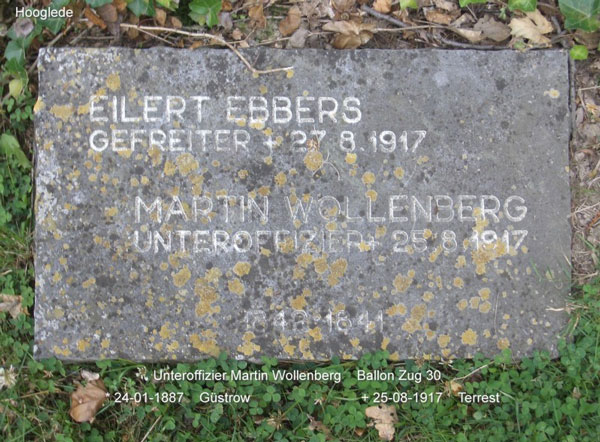 Hooglede
EILERT EBBERS
GEFREITER + 27.8.1917
MARTIN WOLLENBERG
UNTEROFFIZIER + 25.8.1917
1640-1641
Unteroffizier Martin Wollenberg Ballon Zug 30
* 24-01-1887 Güstrow + 25-08-1917 Terrest